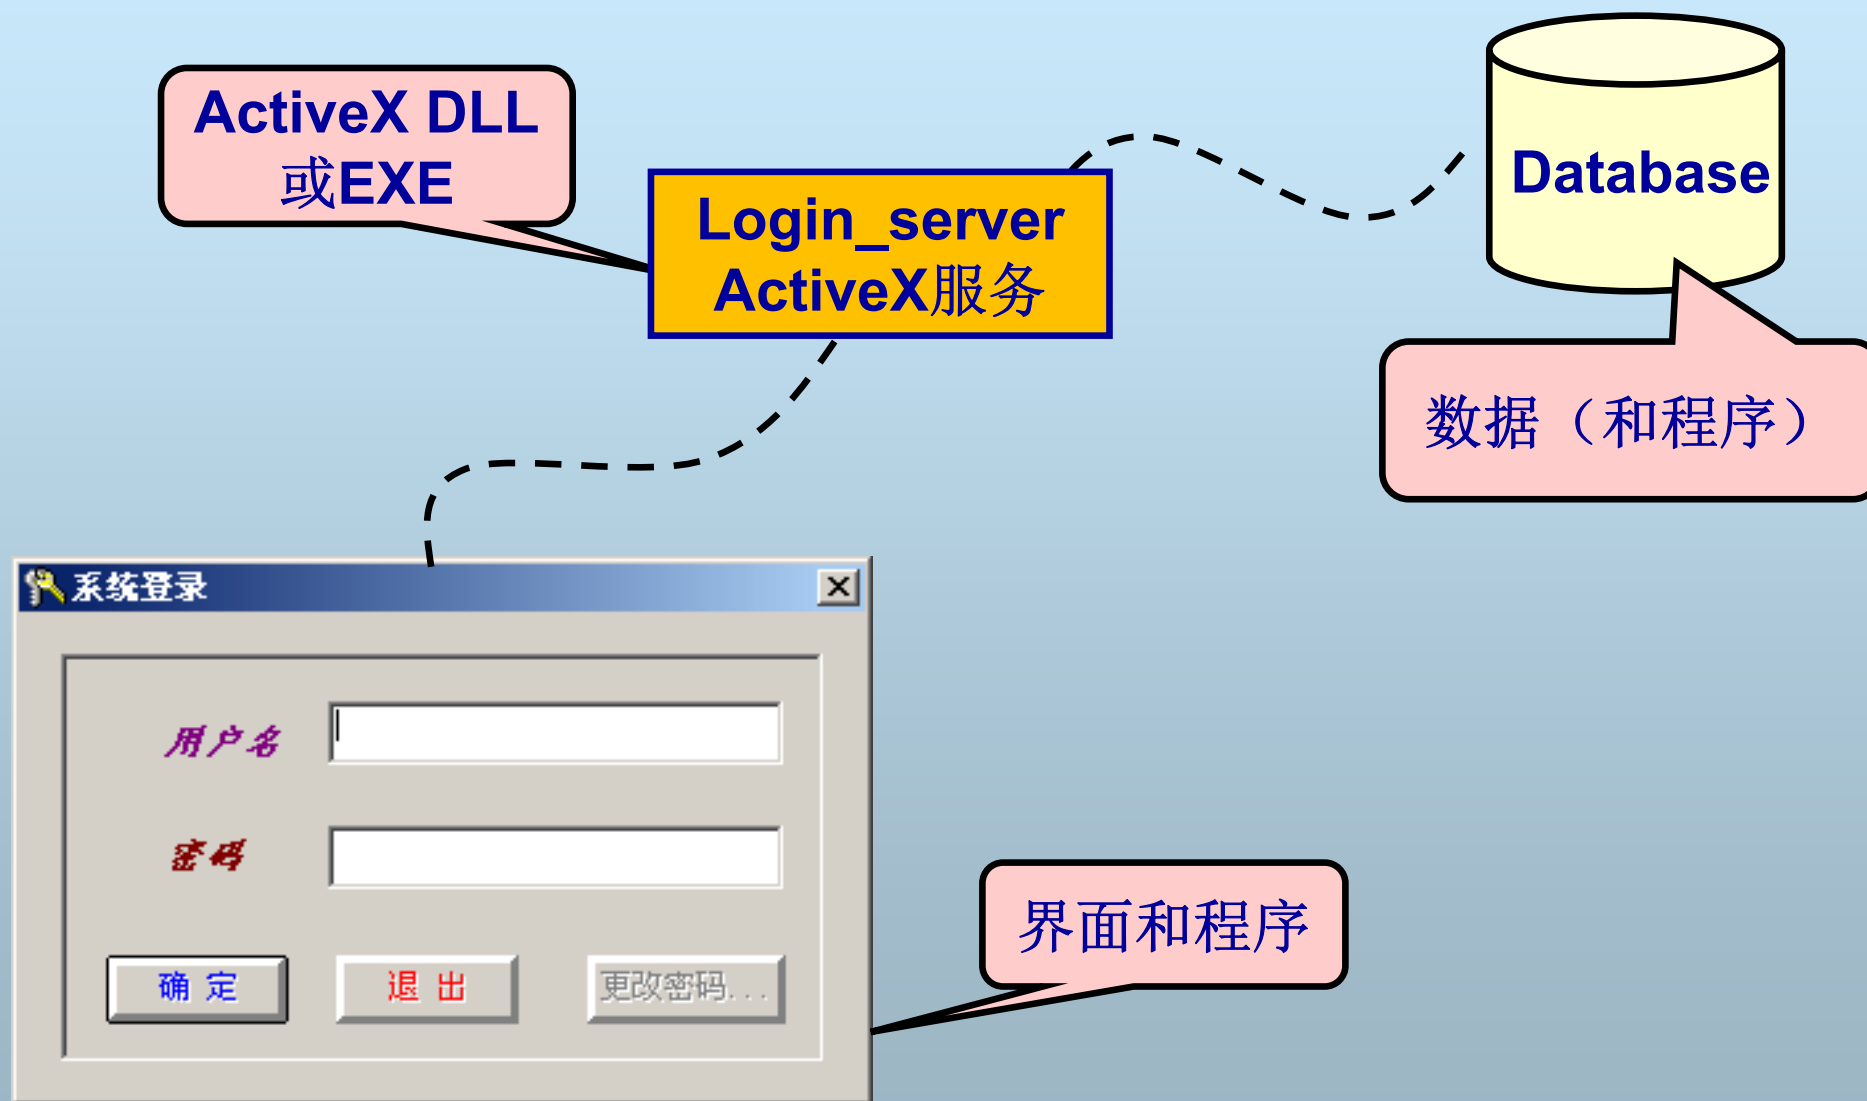 ActiveX DLL
或EXE
Login_server
ActiveX服务
Database
数据（和程序）
系统登录
用户名
密码
确 定
退 出
更改密码...
界面和程序